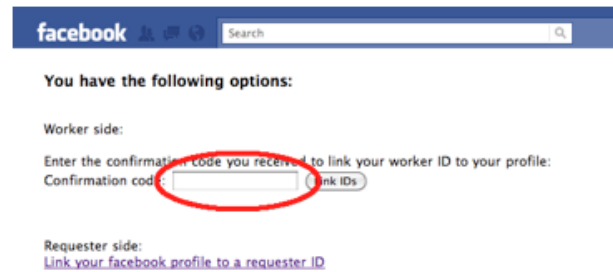 facebook Search
You have the following options:
Worker side:
Enter the confirmation code you received to link your worker ID to your profile:
Confirmation code: Link IDs
Requester side:
Link your facebook profile to a requester ID